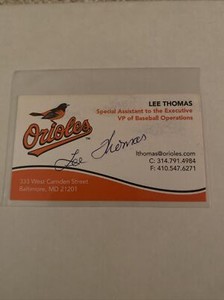 LEE THOMAS
Special Assistant to the Executive
VP of Baseball Operations
Orioles
Lee Thomas
lthomas@orioles.com
C: 314.791.4984
F: 410.547.6271
333 West Camden Street
Baltimore, MD 21201